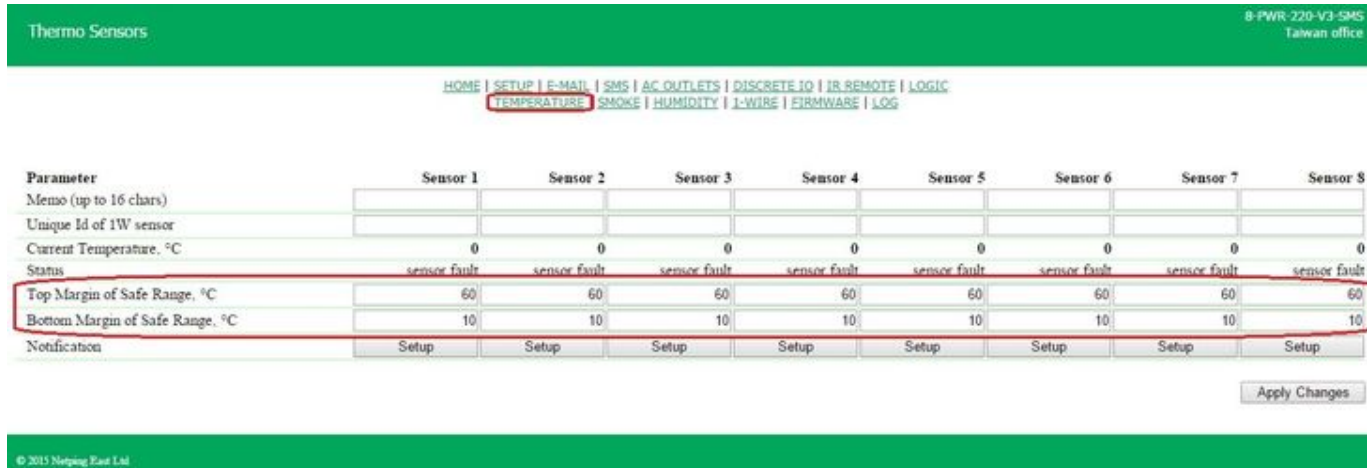 8-PWR-220-V3-SMS
Thermo Sensors
Taiwan office
HOME | SETUP | E-MAIL | SMS | AC OUTLETS | DISCRETE IO | IR REMOTE | LOGIC
TEMPERATURE | SMOKE | HUMIDITY | 1-WIRE | FIRMWARE | LOG
Parameter Sensor 1 Sensor 2 Sensor 3 Sensor 4 Sensor 5 Sensor 6 Sensor 7 Sensor 8
Memo (up to 16 chars)
Unique Id of 1W sensor
Current Temperature, °C 0 0 0 0 0 0 0 0
Status sensor fault sensor fault sensor fault sensor fault sensor fault sensor fault sensor fault sensor fault
Top Margin of Safe Range, °C 60 60 60 60 60 60 60 60
Bottom Margin of Safe Range, °C 10 10 10 10 10 10 10 10
Notification Setup Setup Setup Setup Setup Setup Setup Setup
Apply Changes
© 2015 Netping East Ltd